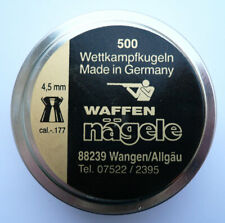 500
Wettkampfkugeln
Made in Germany
4,5 mm
cal.-.177
WAFFEN
nägele
88239 Wangen/Allgäu
Tel. 07522 / 2395